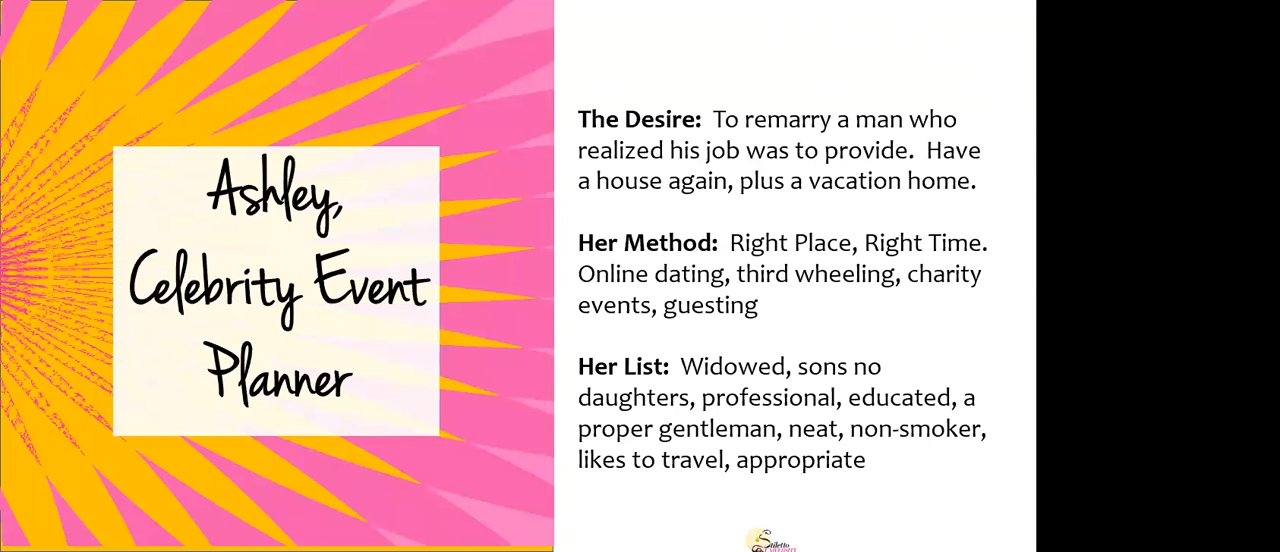 Ashley,
Celebrity Event
Planner
The Desire: To remarry a man who
realized his job was to provide. Have
a house again, plus a vacation home.
Her Method: Right Place, Right Time.
Online dating, third wheeling, charity
events, guesting
Her List: Widowed, sons no
daughters, professional, educated, a
proper gentleman, neat, non-smoker,
likes to travel, appropriate
Stiletto